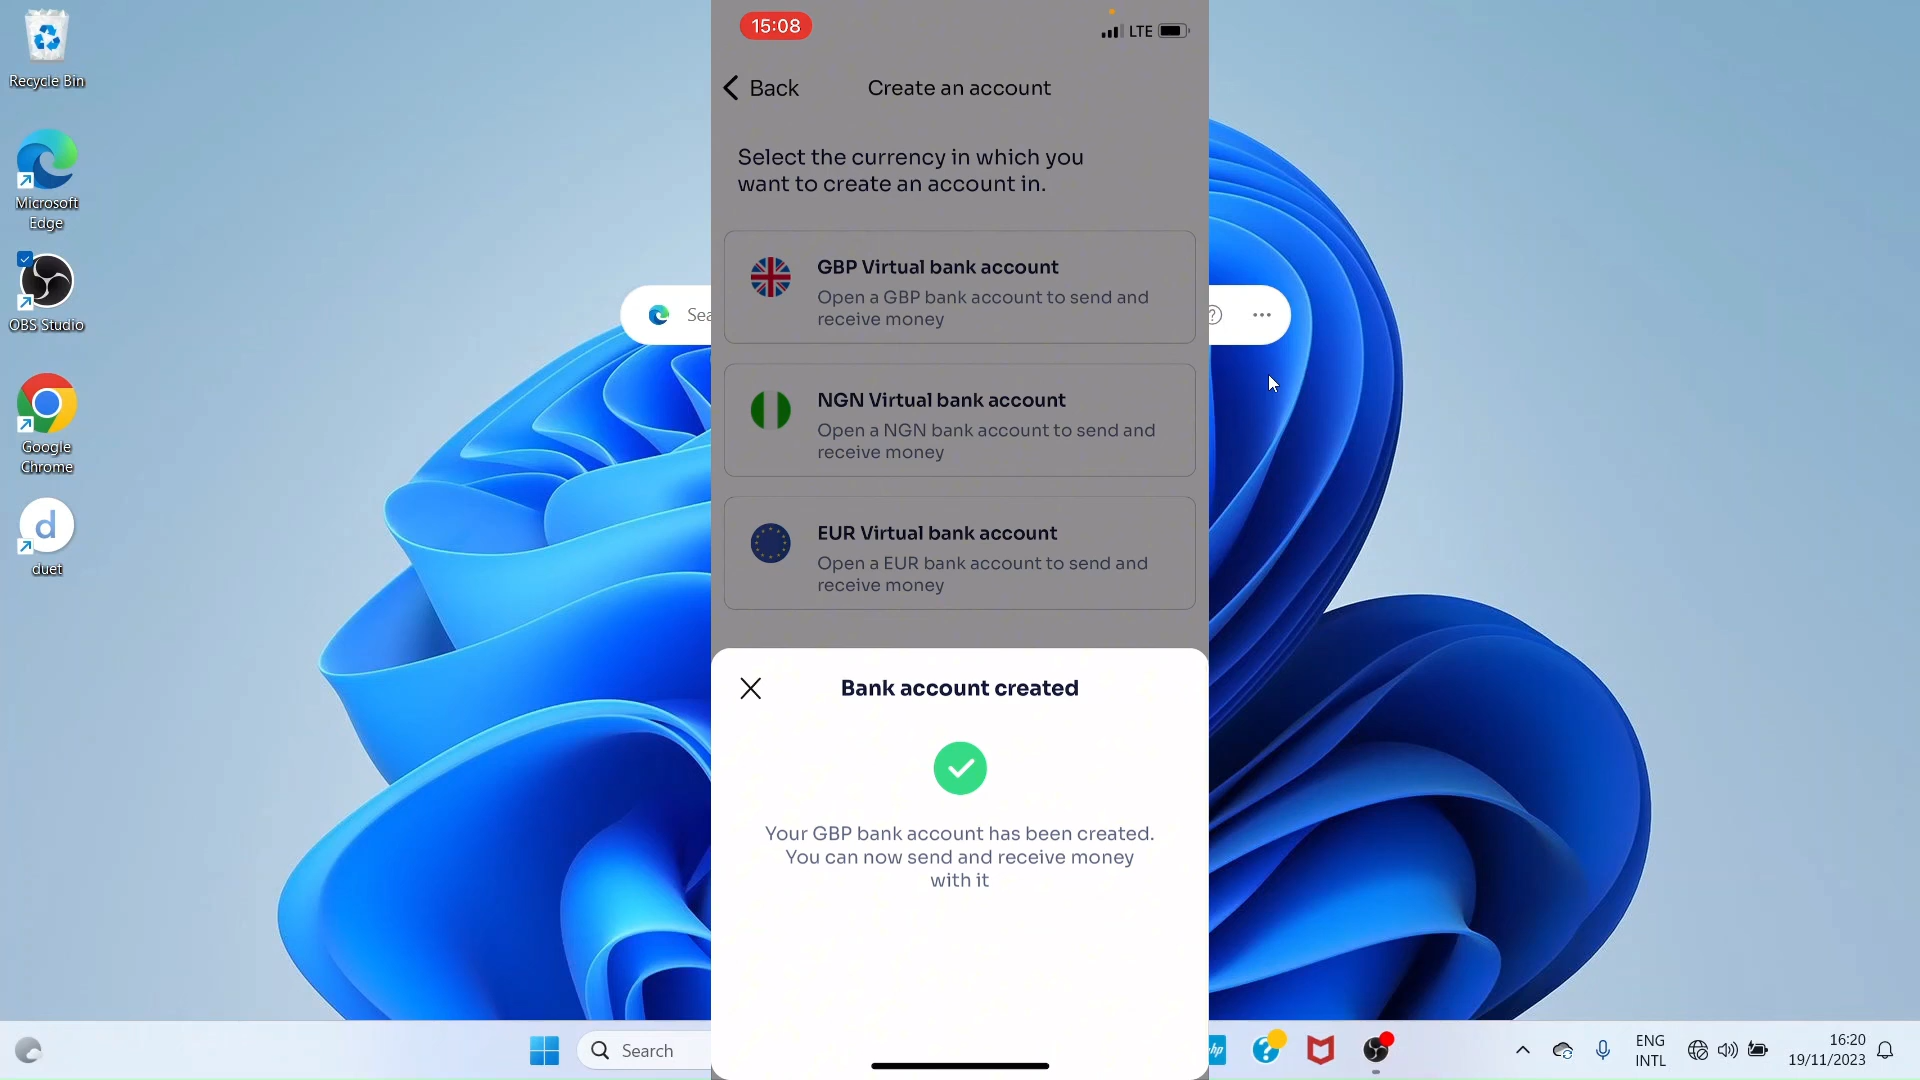 Recycle Bin
Microsoft
Edge
OBS Studio
Google
Chrome
d
duet
15:08
LTE
Back
Create an account
Select the currency in which you
want to create an account in.
GBP Virtual bank account
Open a GBP bank account to send and
receive money
NGN Virtual bank account
Open a NGN bank account to send and
receive money
EUR Virtual bank account
Open a EUR bank account to send and
receive money
Bank account created
Your GBP bank account has been created.
You can now send and receive money
with it
Search
hp
ENG
INTL
16:20
19/11/2023